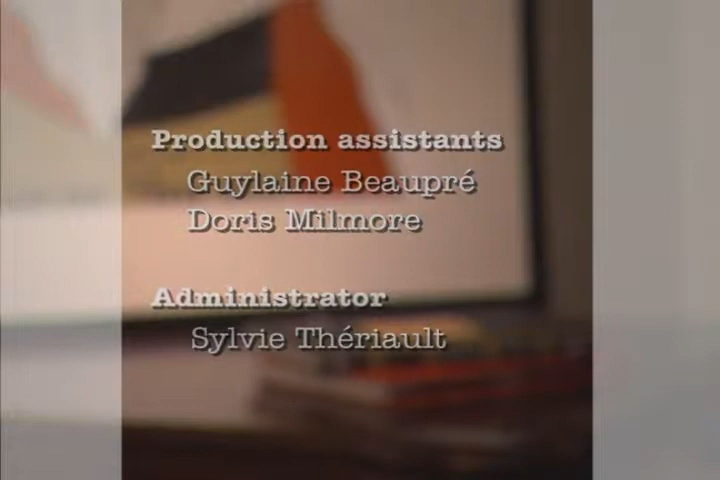 Production assistants
Guylaine Beaupré
Doris Milmore
Administrator
Sylvie Thériault